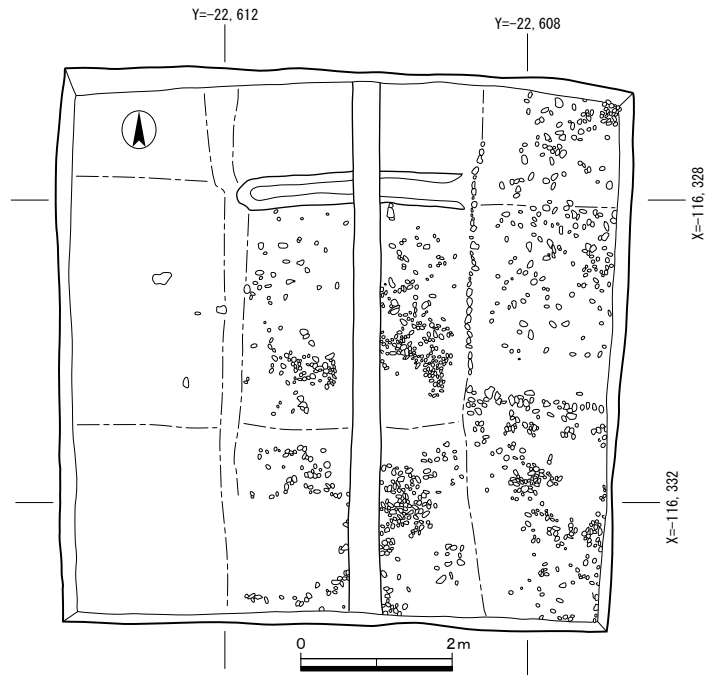 Y=-22, 612
Y=-22, 608
X=-116, 328
X=-116, 332
0 2m